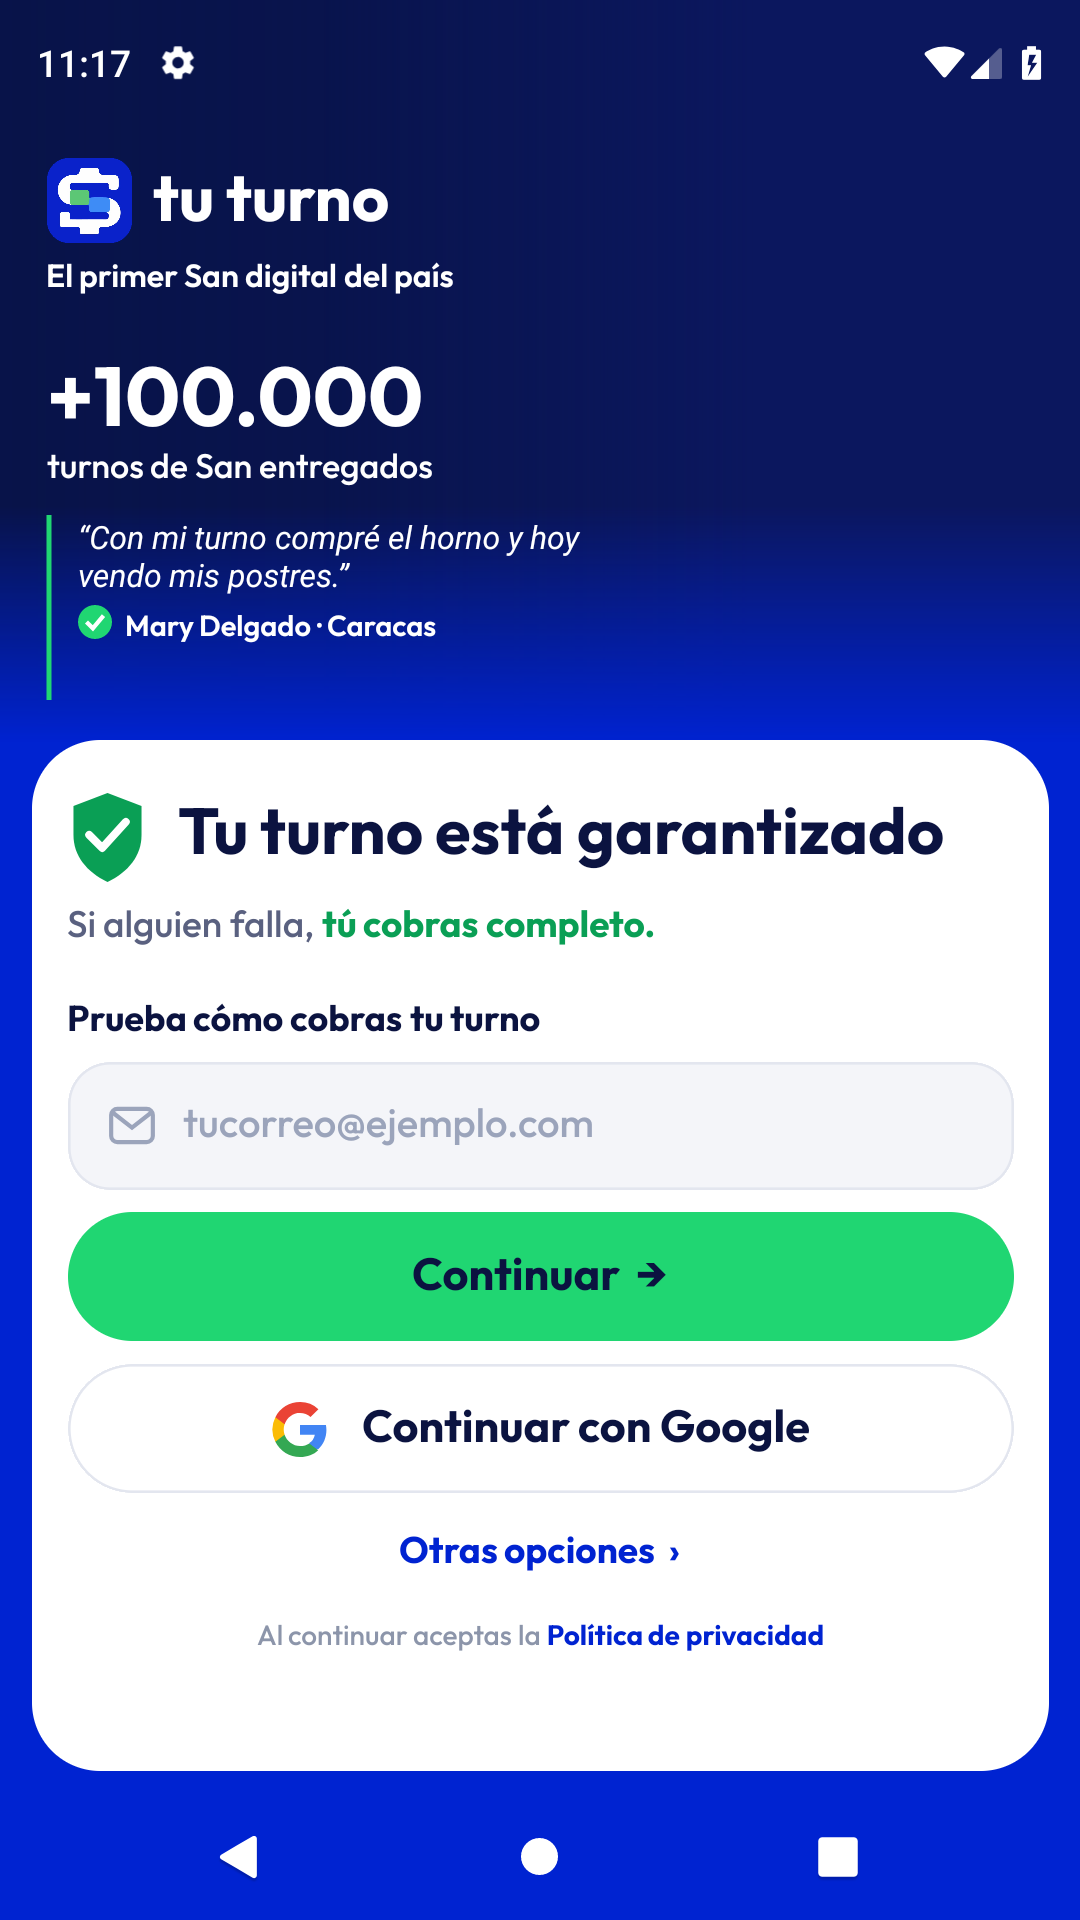 11:17
tu turno
El primer San digital del país
+100.000
turnos de San entregados
“Con mi turno compré el horno y hoy
vendo mis postres.”
Mary Delgado · Caracas
Tu turno está garantizado
Si alguien falla, tú cobras completo.
Prueba cómo cobras tu turno
tucorreo@ejemplo.com
Continuar →
Continuar con Google
Otras opciones ›
Al continuar aceptas la Política de privacidad